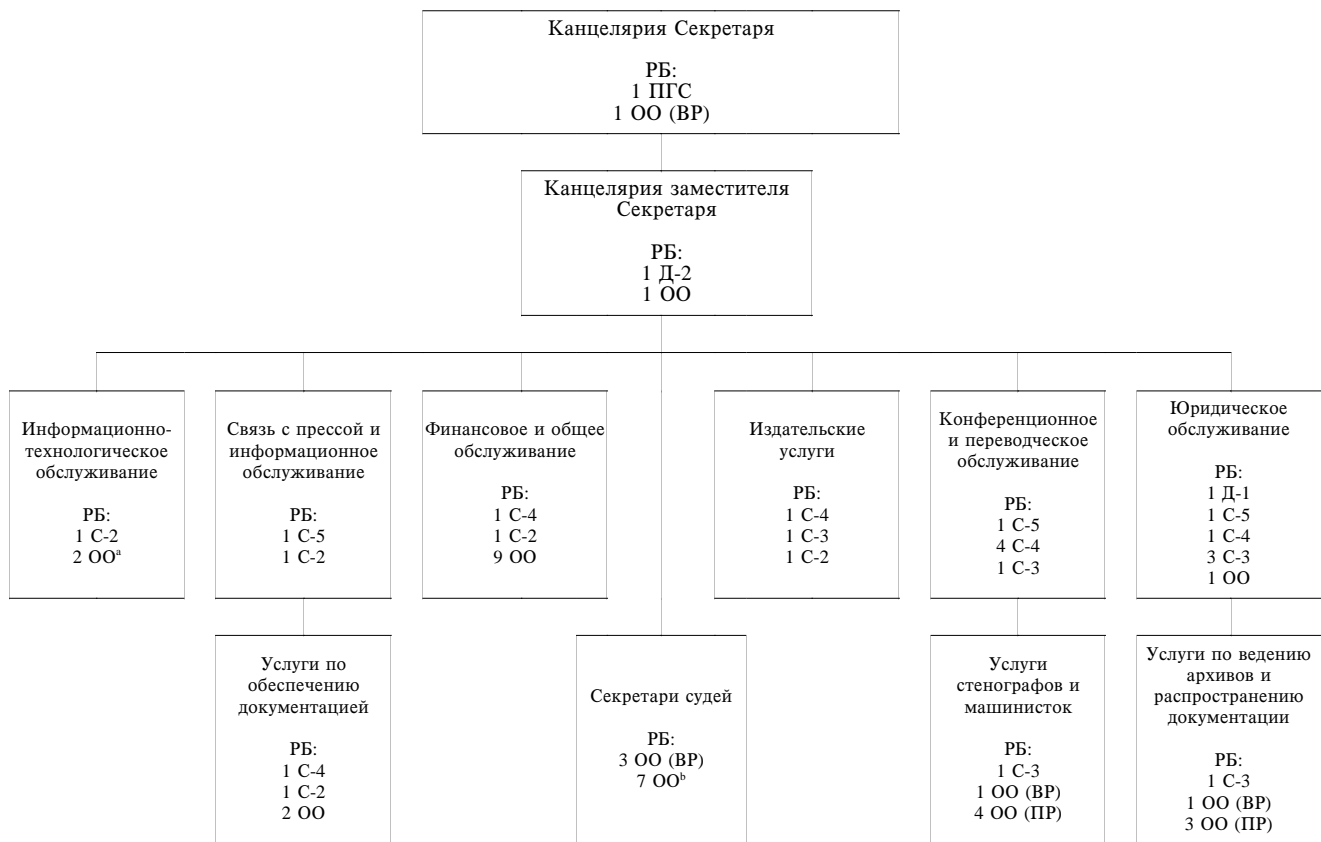 Канцелярия Секретаря
РБ:
1 ПГС
1 ОО (ВР)
Канцелярия заместителя
Секретаря
РБ:
1 Д-2
1 ОО
Информационно-
технологическое
обслуживание
РБ:
1 С-2
2 ООª
Связь с прессой и
информационное
обслуживание
РБ:
1 С-5
1 С-2
Финансовое и общее
обслуживание
РБ:
1 С-4
1 С-2
9 ОО
Издательские
услуги
РБ:
1 С-4
1 С-3
1 С-2
Конференционное
и переводческое
обслуживание
РБ:
1 С-5
4 С-4
1 С-3
Юридическое
обслуживание
РБ:
1 Д-1
1 С-5
1 С-4
3 С-3
1 ОО
Услуги по
обеспечению
документацией
РБ:
1 С-4
1 С-2
2 ОО
Секретари судей
РБ:
3 ОО (ВР)
7 ООᵇ
Услуги
стенографов и
машинисток
РБ:
1 С-3
1 ОО (ВР)
4 ОО (ПР)
Услуги по ведению
архивов и
распространению
документации
РБ:
1 С-3
1 ОО (ВР)
3 ОО (ПР)